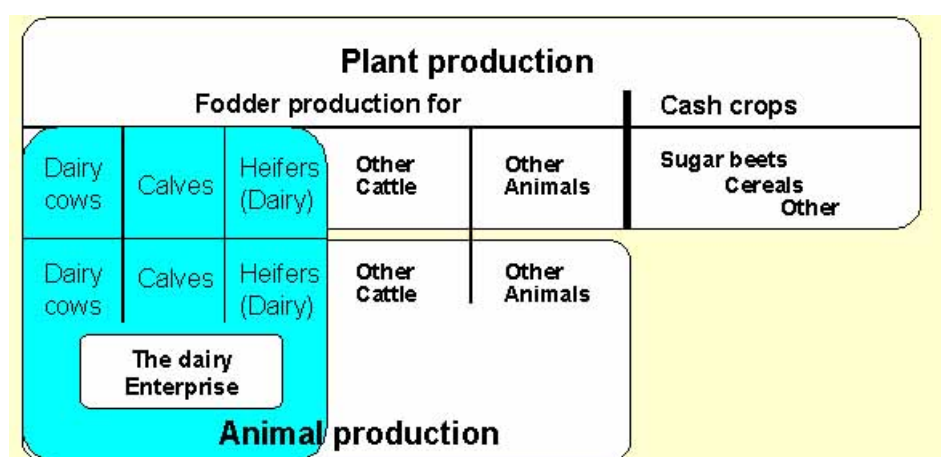 Plant production
Fodder production for
Cash crops
Dairy
cows
Calves
Heifers
(Dairy)
Other
Cattle
Other
Animals
Sugar beets
Cereals
Other
Dairy
cows
Calves
Heifers
(Dairy)
Other
Cattle
Other
Animals
The dairy
Enterprise
Animal production